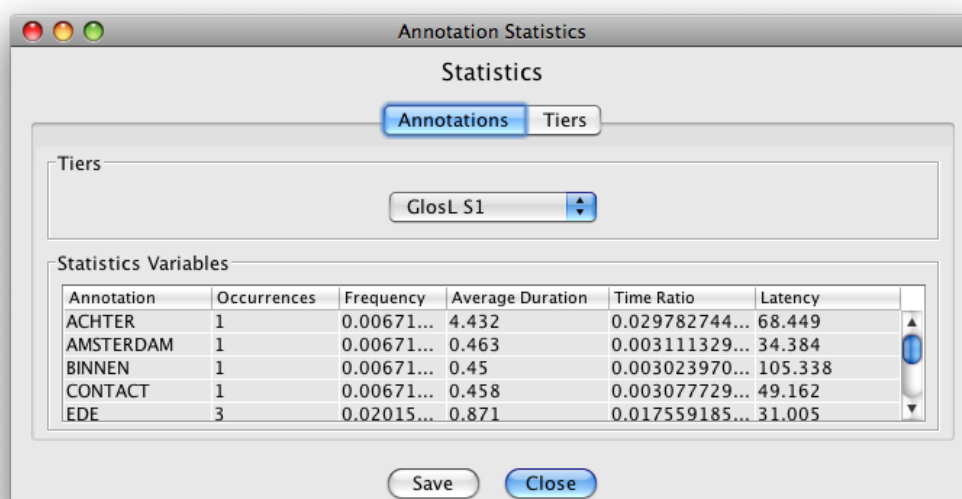 Annotation Statistics
Statistics
Annotations Tiers
Tiers
GlosL S1
Statistics Variables
Annotation Occurrences Frequency Average Duration Time Ratio Latency
ACHTER 1 0.00671... 4.432 0.029782744... 68.449
AMSTERDAM 1 0.00671... 0.463 0.003111329... 34.384
BINNEN 1 0.00671... 0.45 0.003023970... 105.338
CONTACT 1 0.00671... 0.458 0.003077729... 49.162
EDE 3 0.02015... 0.871 0.017559185... 31.005
Save Close